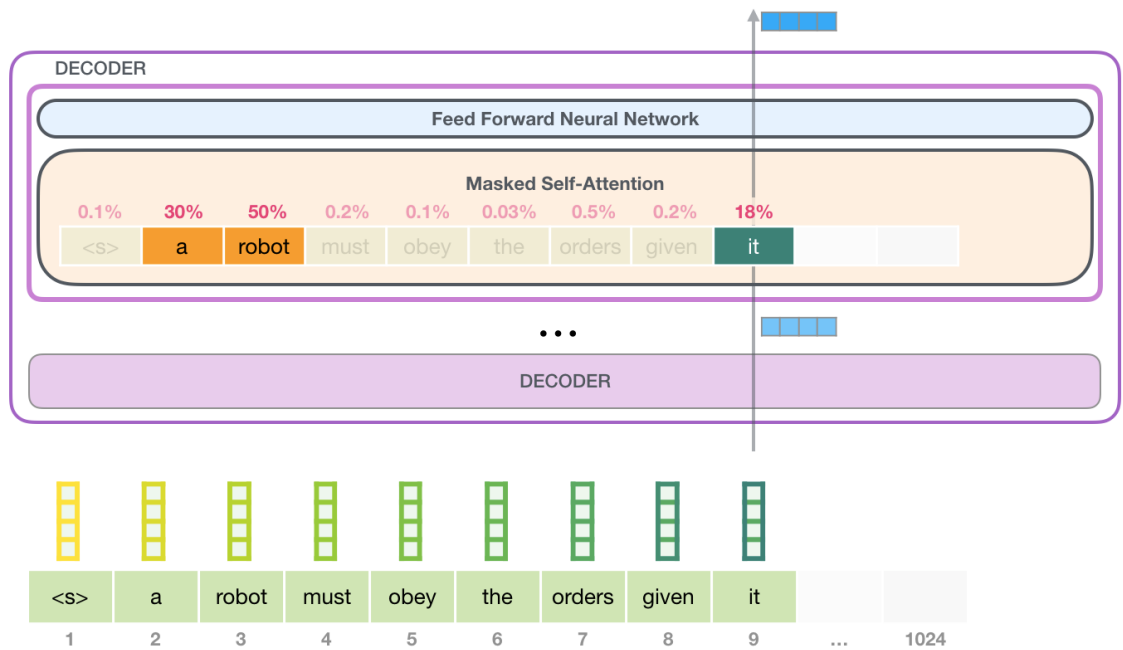 DECODER
Feed Forward Neural Network
Masked Self-Attention
0.1% 30% 50% 0.2% 0.1% 0.03% 0.5% 0.2% 18%
<s> a robot must obey the orders given it
...
DECODER
<s> a robot must obey the orders given it
1 2 3 4 5 6 7 8 9 ... 1024